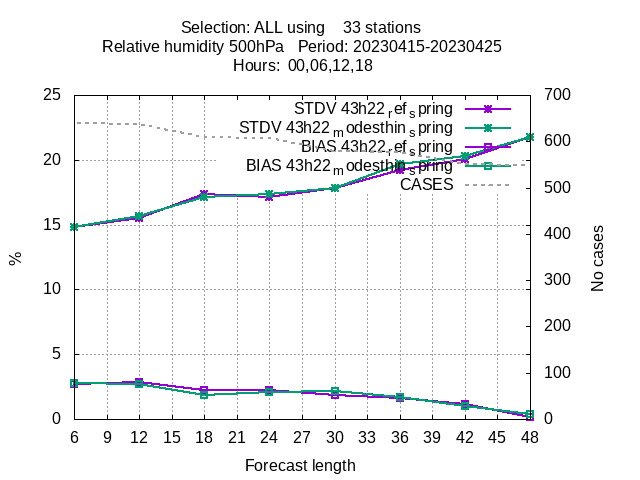 Selection: ALL using    33 stations
Relative humidity 500hPa   Period: 20230415-20230425
Hours:  00,06,12,18
STDV 43h22_ref_spring
STDV 43h22_modesthin_spring
BIAS 43h22_ref_spring
BIAS 43h22_modesthin_spring
CASES
25
20
15
10
5
0
%
700
600
500
400
300
200
100
0
No cases
6 9 12 15 18 21 24 27 30 33 36 39 42 45 48
Forecast length